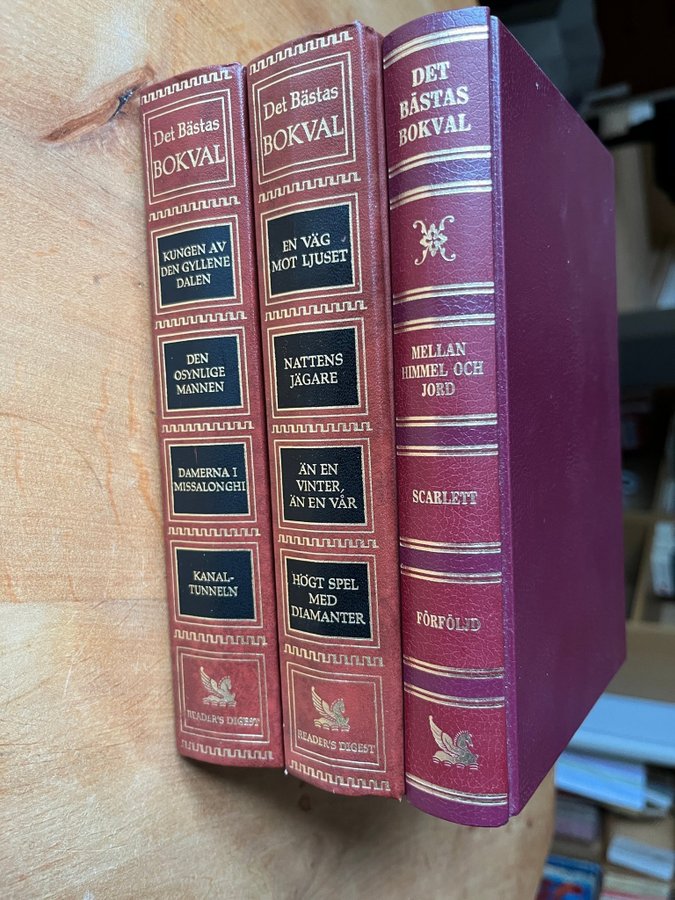 Det Bästas
BOKVAL
KUNGEN AV
DEN GYLLENE
DALEN
DEN
OSYNLIGE
MANNEN
DAMERNA I
MISSALONGHI
KANAL-
TUNNELN
READER'S DIGEST
Det Bästas
BOKVAL
EN VÄG
MOT LJUSET
NATTENS
JÄGARE
ÄN EN
VINTER,
ÄN EN VÅR
HÖGT SPEL
MED
DIAMANTER
READER'S DIGEST
DET
BÄSTAS
BOKVAL
MELLAN
HIMMEL OCH
JORD
SCARLETT
FÖRFÖLJD